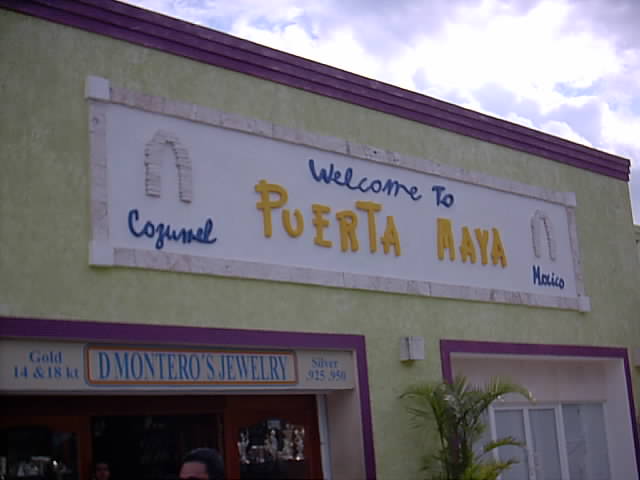 Welcome To
PUERTA MAYA
Cozumel
Mexico
Gold
14 & 18 kt
D MONTERO'S JEWELRY
Silver
.925 .950